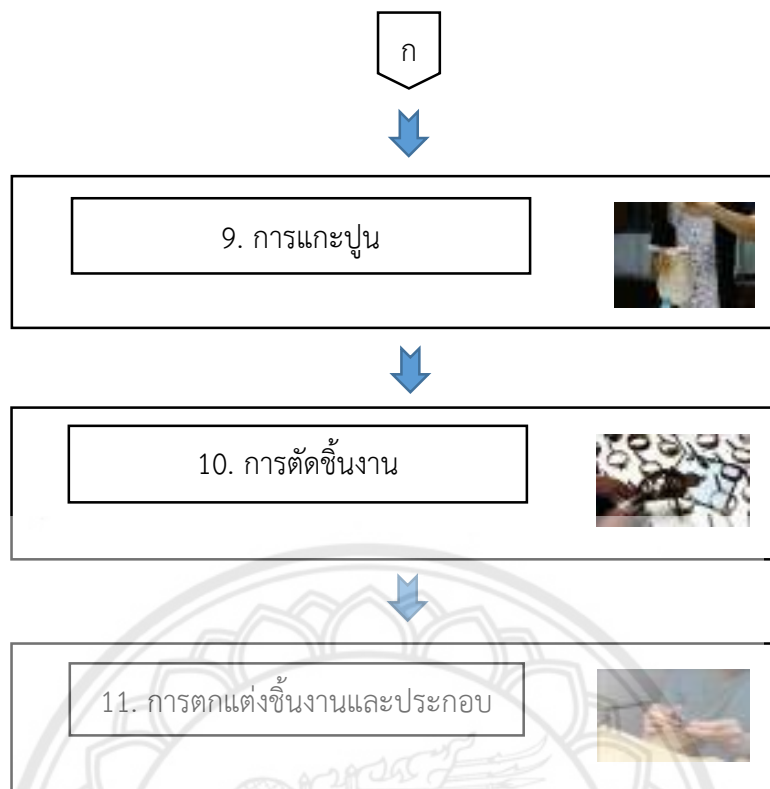 ก
9. การแกะปูน
10. การตัดชิ้นงาน
11. การตกแต่งชิ้นงานและประกอบ